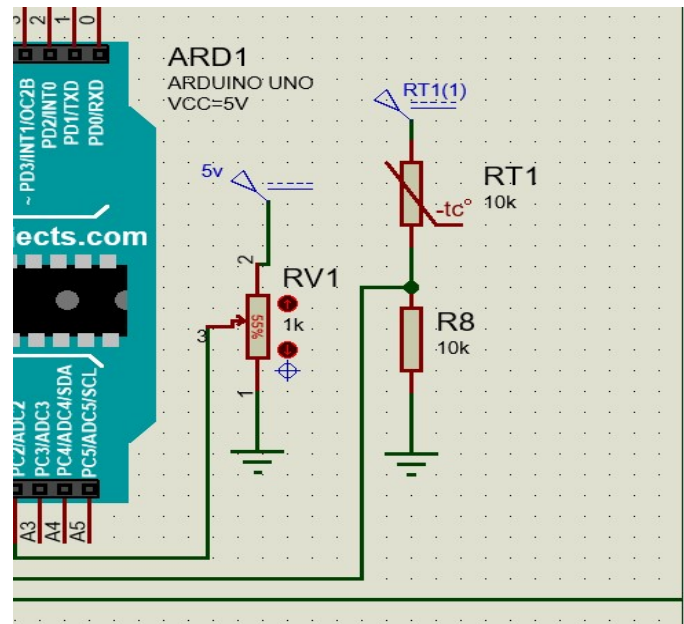 2
1
0
~ PD3/INT1/OC2B
PD2/INT0
PD1/TXD
PD0/RXD
ARD1
ARDUINO UNO
VCC=5V
RT1(1)
5v
RT1
-tc°
10k
jects.com
2
RV1
55%
1k
3
1
R8
10k
PC2/ADC2
PC3/ADC3
PC4/ADC4/SDA
PC5/ADC5/SCL
A3
A4
A5